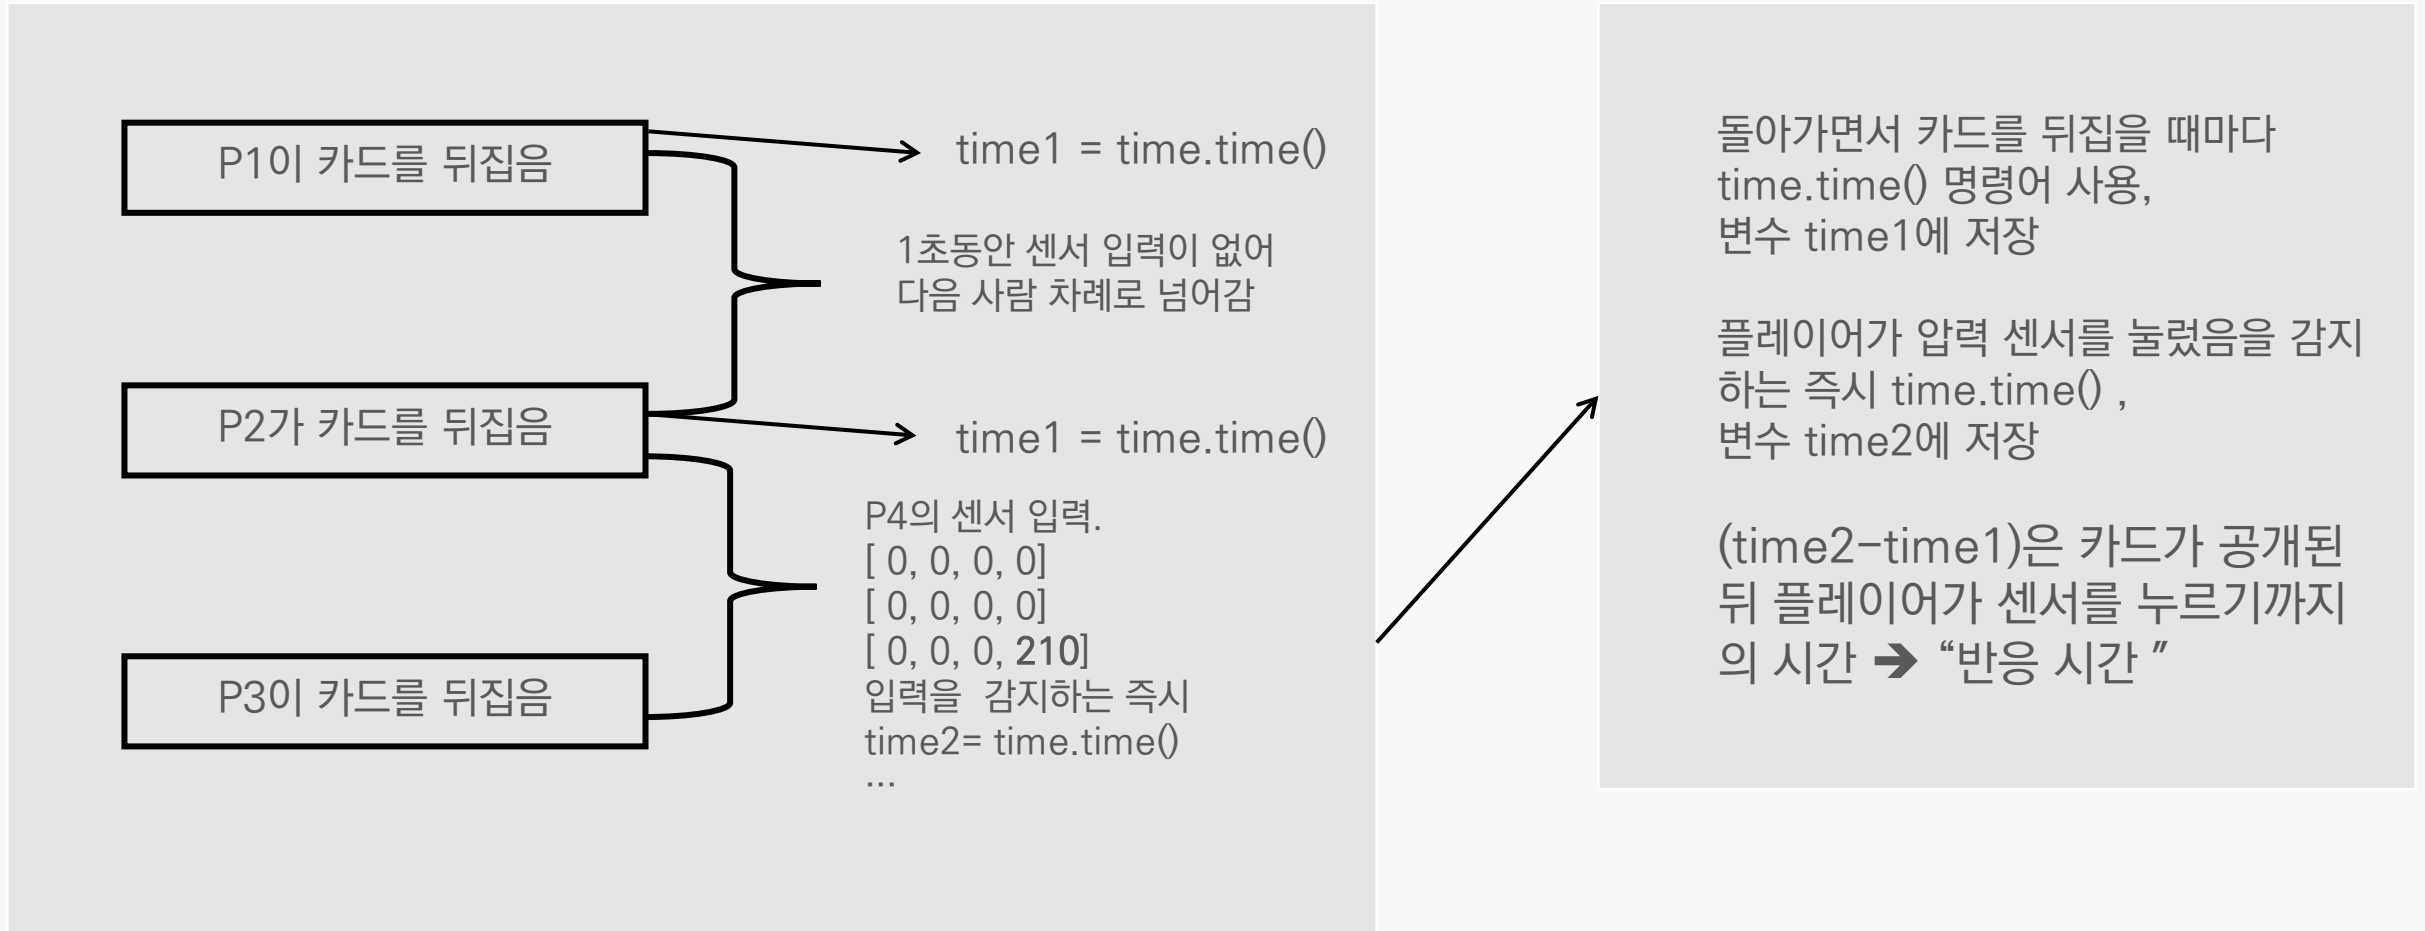 P1이 카드를 뒤집음
time1 = time.time()
1초동안 센서 입력이 없어
다음 사람 차례로 넘어감
P2가 카드를 뒤집음
time1 = time.time()
P4의 센서 입력.
[ 0, 0, 0, 0]
[ 0, 0, 0, 0]
[ 0, 0, 0, 210]
입력을  감지하는 즉시
time2= time.time()
...
P3이 카드를 뒤집음
돌아가면서 카드를 뒤집을 때마다
time.time() 명령어 사용,
변수 time1에 저장
플레이어가 압력 센서를 눌렀음을 감지
하는 즉시 time.time() ,
변수 time2에 저장
(time2-time1)은 카드가 공개된
뒤 플레이어가 센서를 누르기까지
의 시간 ➔ “반응 시간 ”